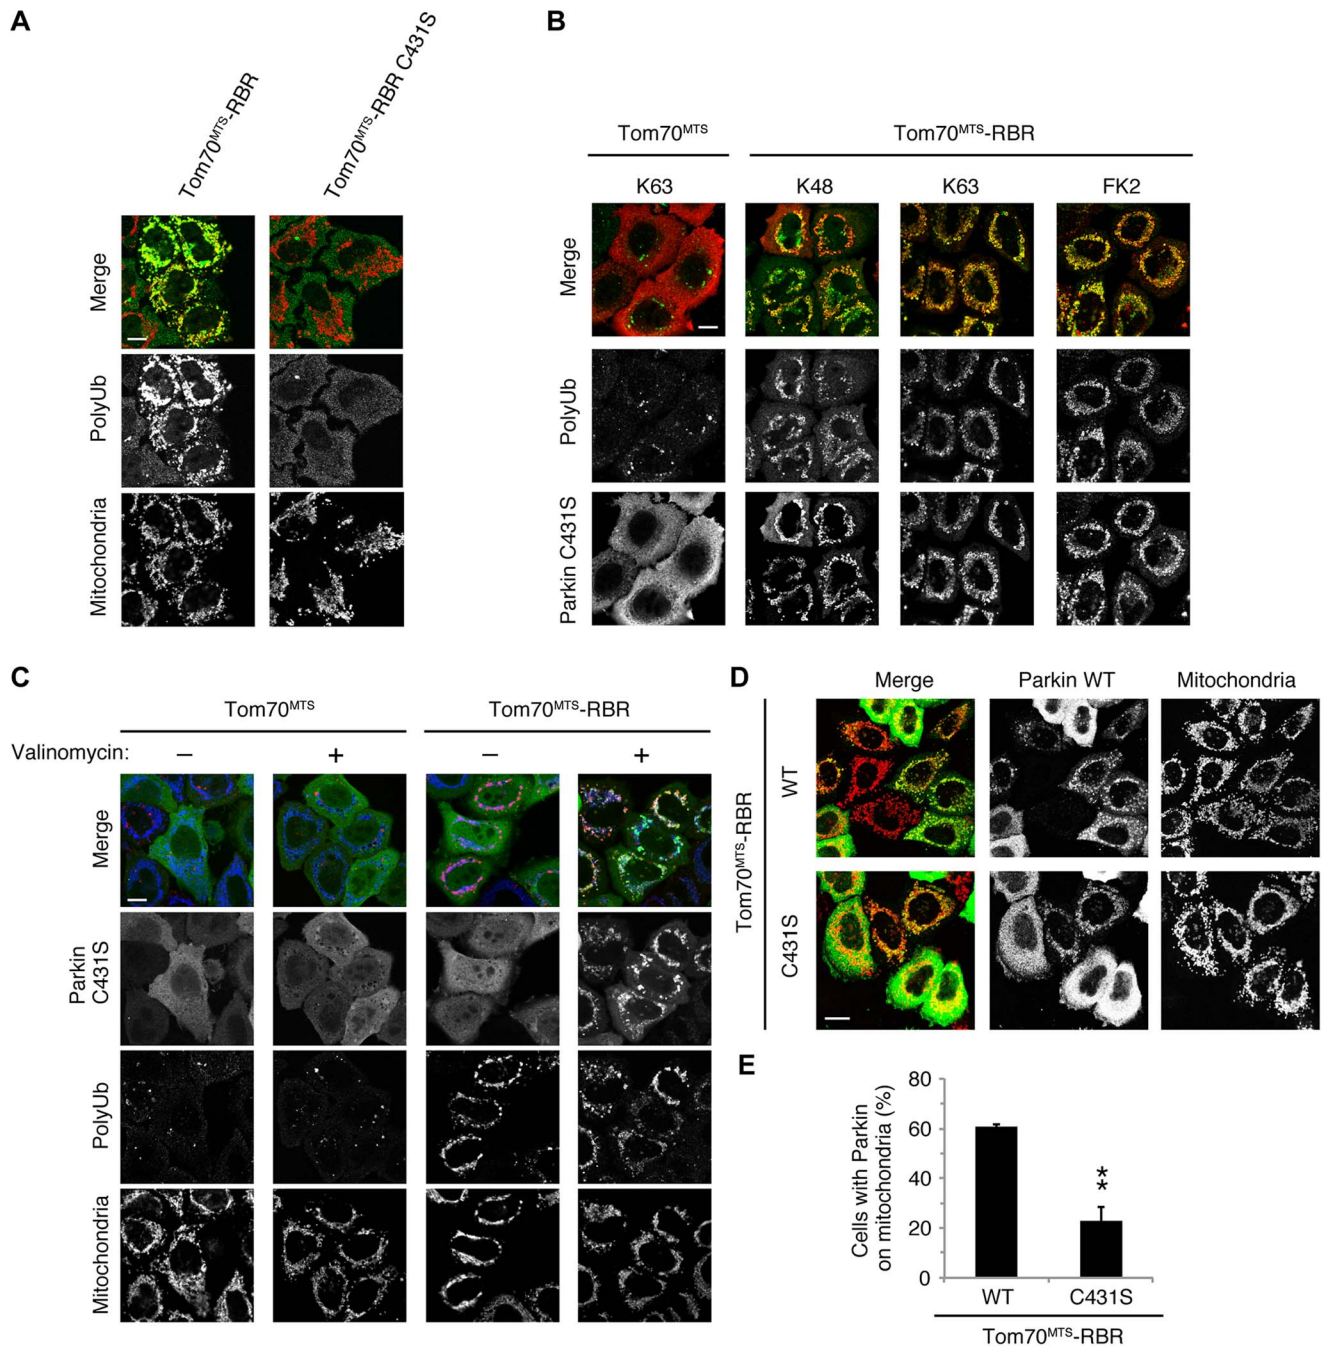 A
Tom70MTS-RBR
Tom70MTS-RBR C431S
Merge
PolyUb
Mitochondria
B
Tom70MTS
Tom70MTS-RBR
K63
K48
K63
FK2
Merge
PolyUb
Parkin C431S
C
Tom70MTS
Tom70MTS-RBR
Valinomycin:
−
+
−
+
Merge
Parkin
C431S
PolyUb
Mitochondria
D
Merge
Parkin WT
Mitochondria
Tom70MTS-RBR
WT
C431S
E
Cells with Parkin
on mitochondria (%)
80
60
40
20
0
**
WT
C431S
Tom70MTS-RBR